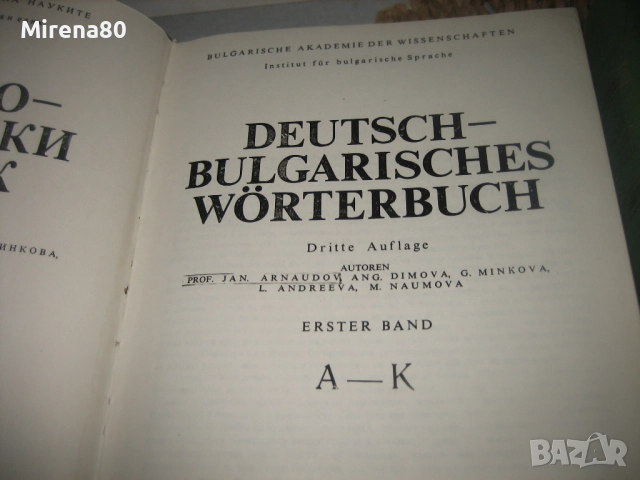 Mirena80
НАУКИТЕ
О—
КИ
К
ИНКОВА,
BULGARISCHE AKADEMIE DER WISSENSCHAFTEN
Institut für bulgarische Sprache
DEUTSCH—
BULGARISCHES
WÖRTERBUCH
Dritte Auflage
AUTOREN
PROF. JAN. ARNAUDOV, ANG. DIMOVA, G. MINKOVA,
L. ANDREEVA, M. NAUMOVA
ERSTER BAND
A—K
BAZAR